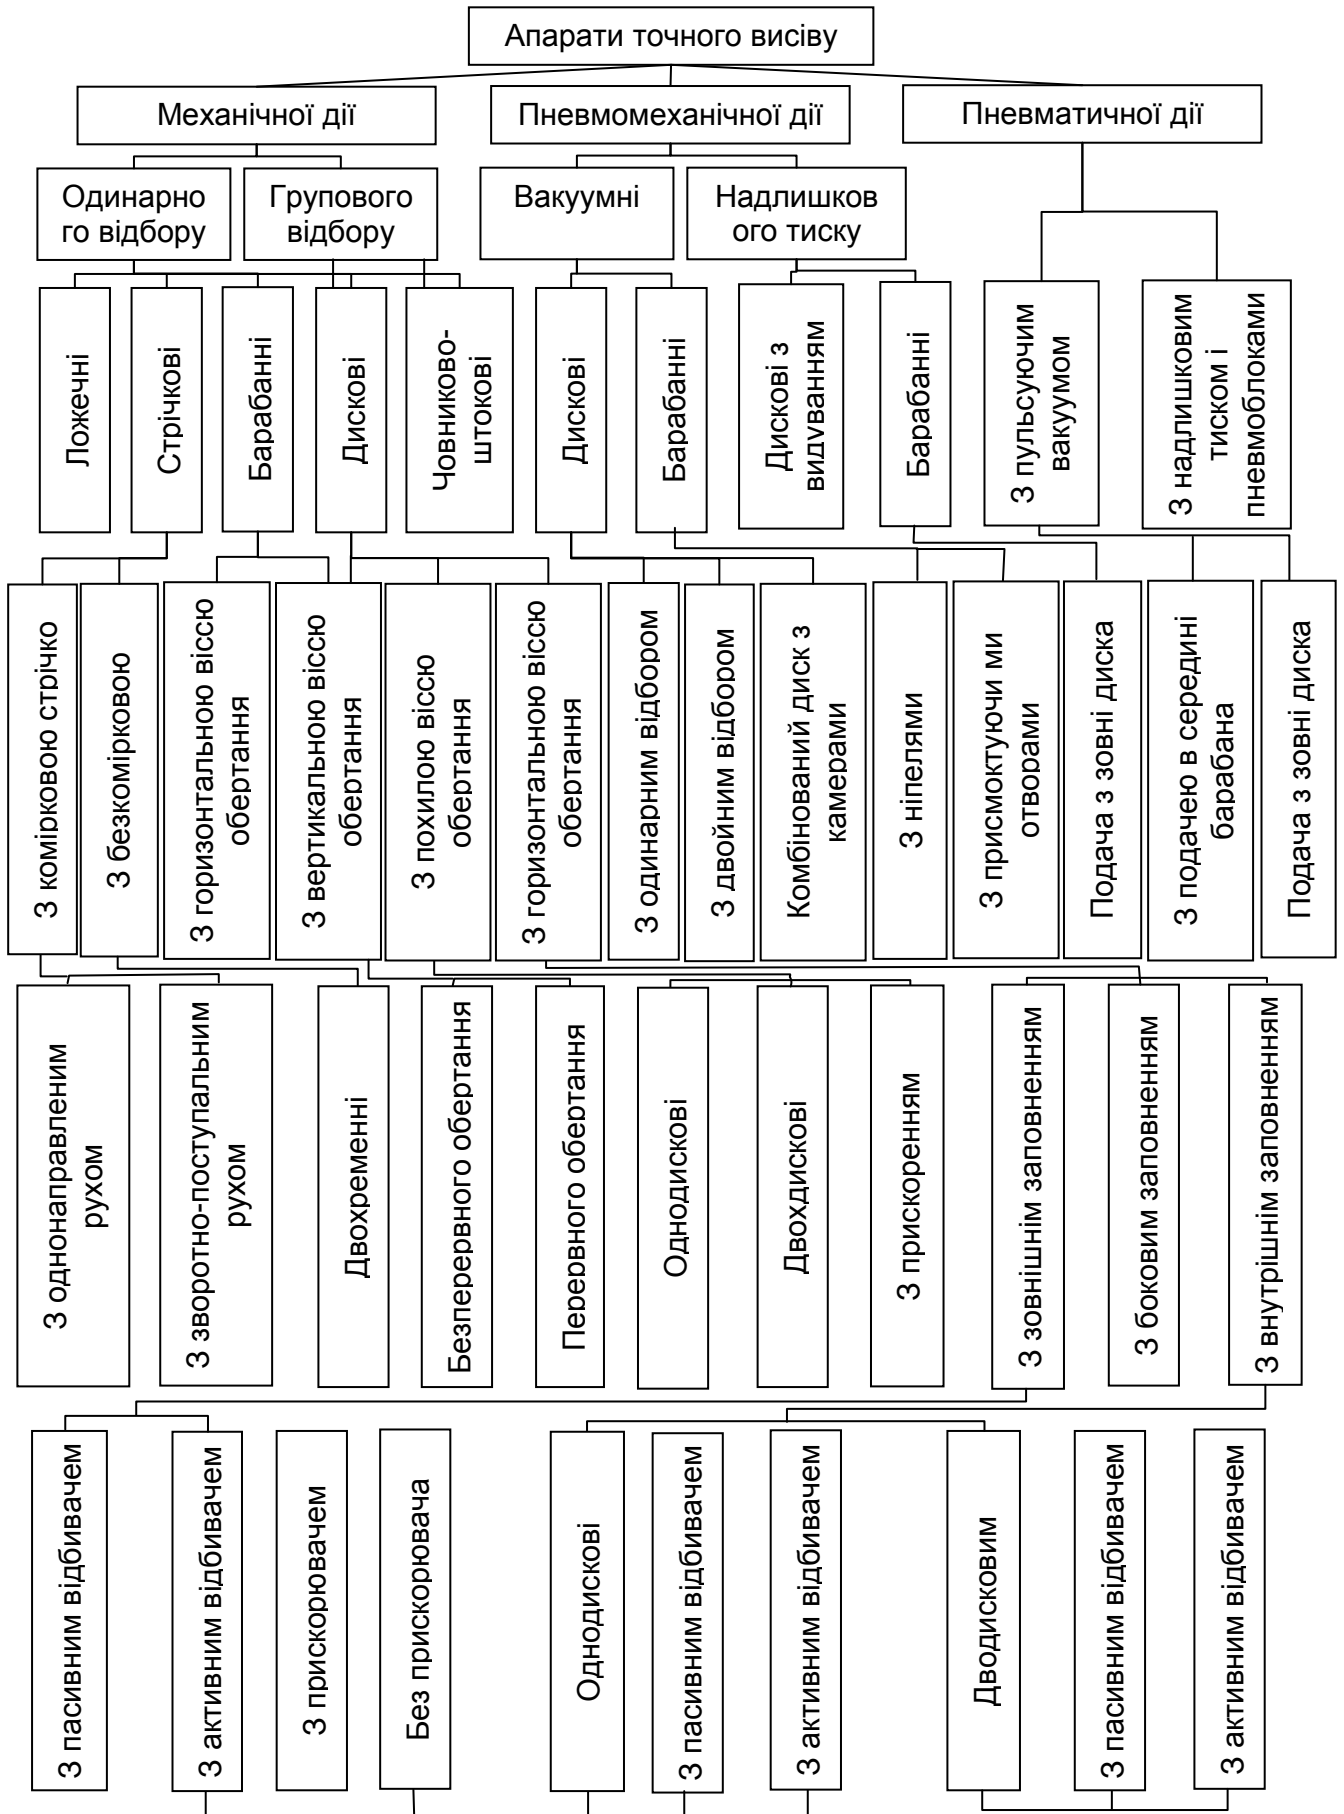 Апарати точного висіву
Механічної дії
Пневмомеханічної дії
Пневматичної дії
Одинарно
го відбору
Групового
відбору
Вакуумні
Надлишков
ого тиску
Ложечні
Стрічкові
Барабанні
Дискові
Човниково-
штокові
Дискові
Барабанні
Дискові з
видуванням
Барабанні
З пульсуючим
вакуумом
З надлишковим
тиском і
пневмоблоками
З комірковою стрічко
З безкомірковою
З горизонтальною віссю
обертання
З вертикальною віссю
обертання
З похилою віссю
обертання
З горизонтальною віссю
обертання
З одинарним відбором
З двойним відбором
Комбінований диск з
камерами
З ніпелями
З присмоктуючи ми
отворами
Подача з зовні диска
З подачею в середині
барабана
Подача з зовні диска
З однонаправленим
рухом
З зворотно-поступальним
рухом
Двохременні
Безперервного обертання
Перервного обертання
Однодискові
Двохдискові
З прискоренням
З зовнішнім заповненням
З боковим заповненням
З внутрішнім заповненням
З пасивним відбивачем
З активним відбивачем
З прискорювачем
Без прискорювача
Однодискові
З пасивним відбивачем
З активним відбивачем
Дводисковим
З пасивним відбивачем
З активним відбивачем